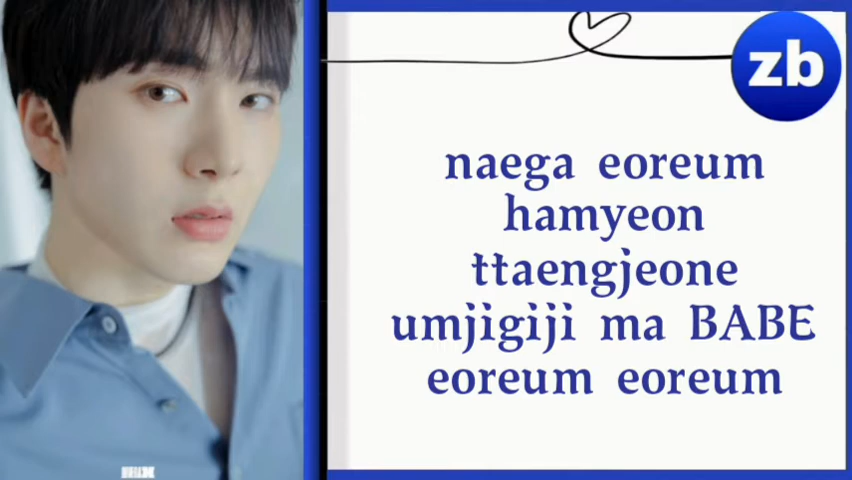 zb
naega eoreum
hamyeon
ttaengjeone
umjigiji ma BABE
eoreum eoreum